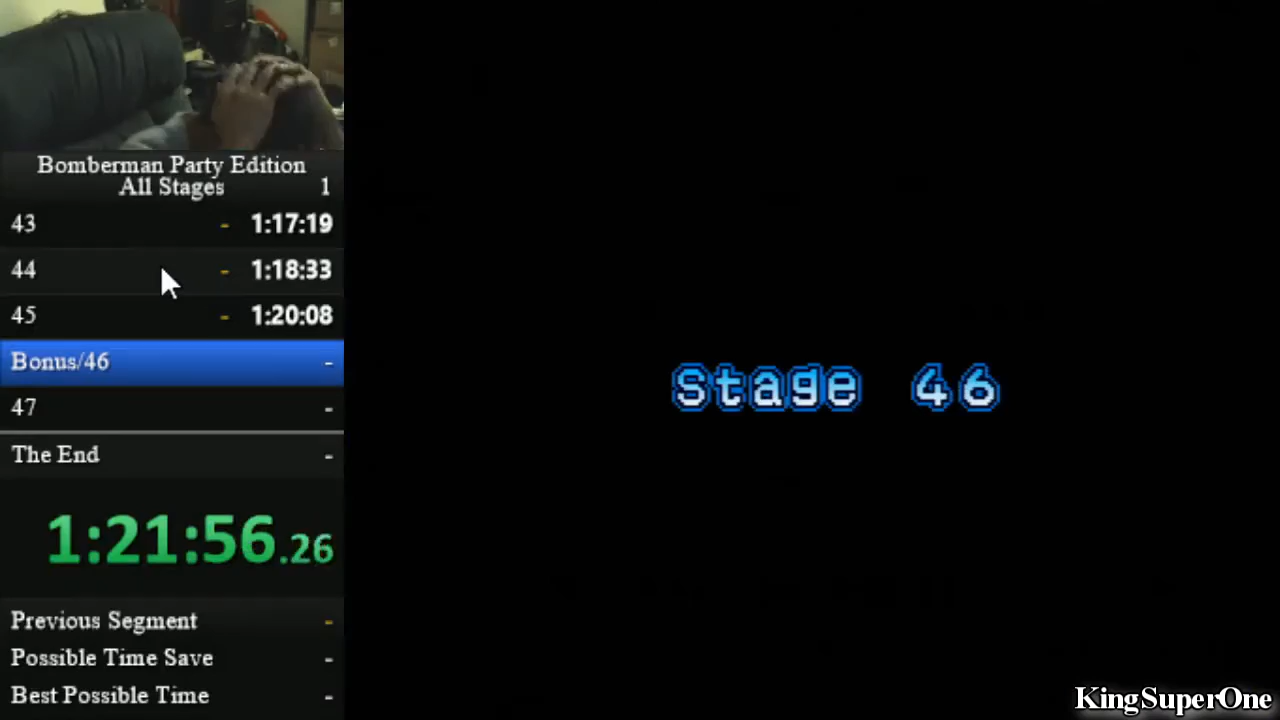 Bomberman Party Edition
All Stages 1
43 - 1:17:19
44 - 1:18:33
45 - 1:20:08
Bonus/46 -
47 -
The End -
1:21:56.26
Previous Segment -
Possible Time Save -
Best Possible Time -
Stage 46
KingSuperOne